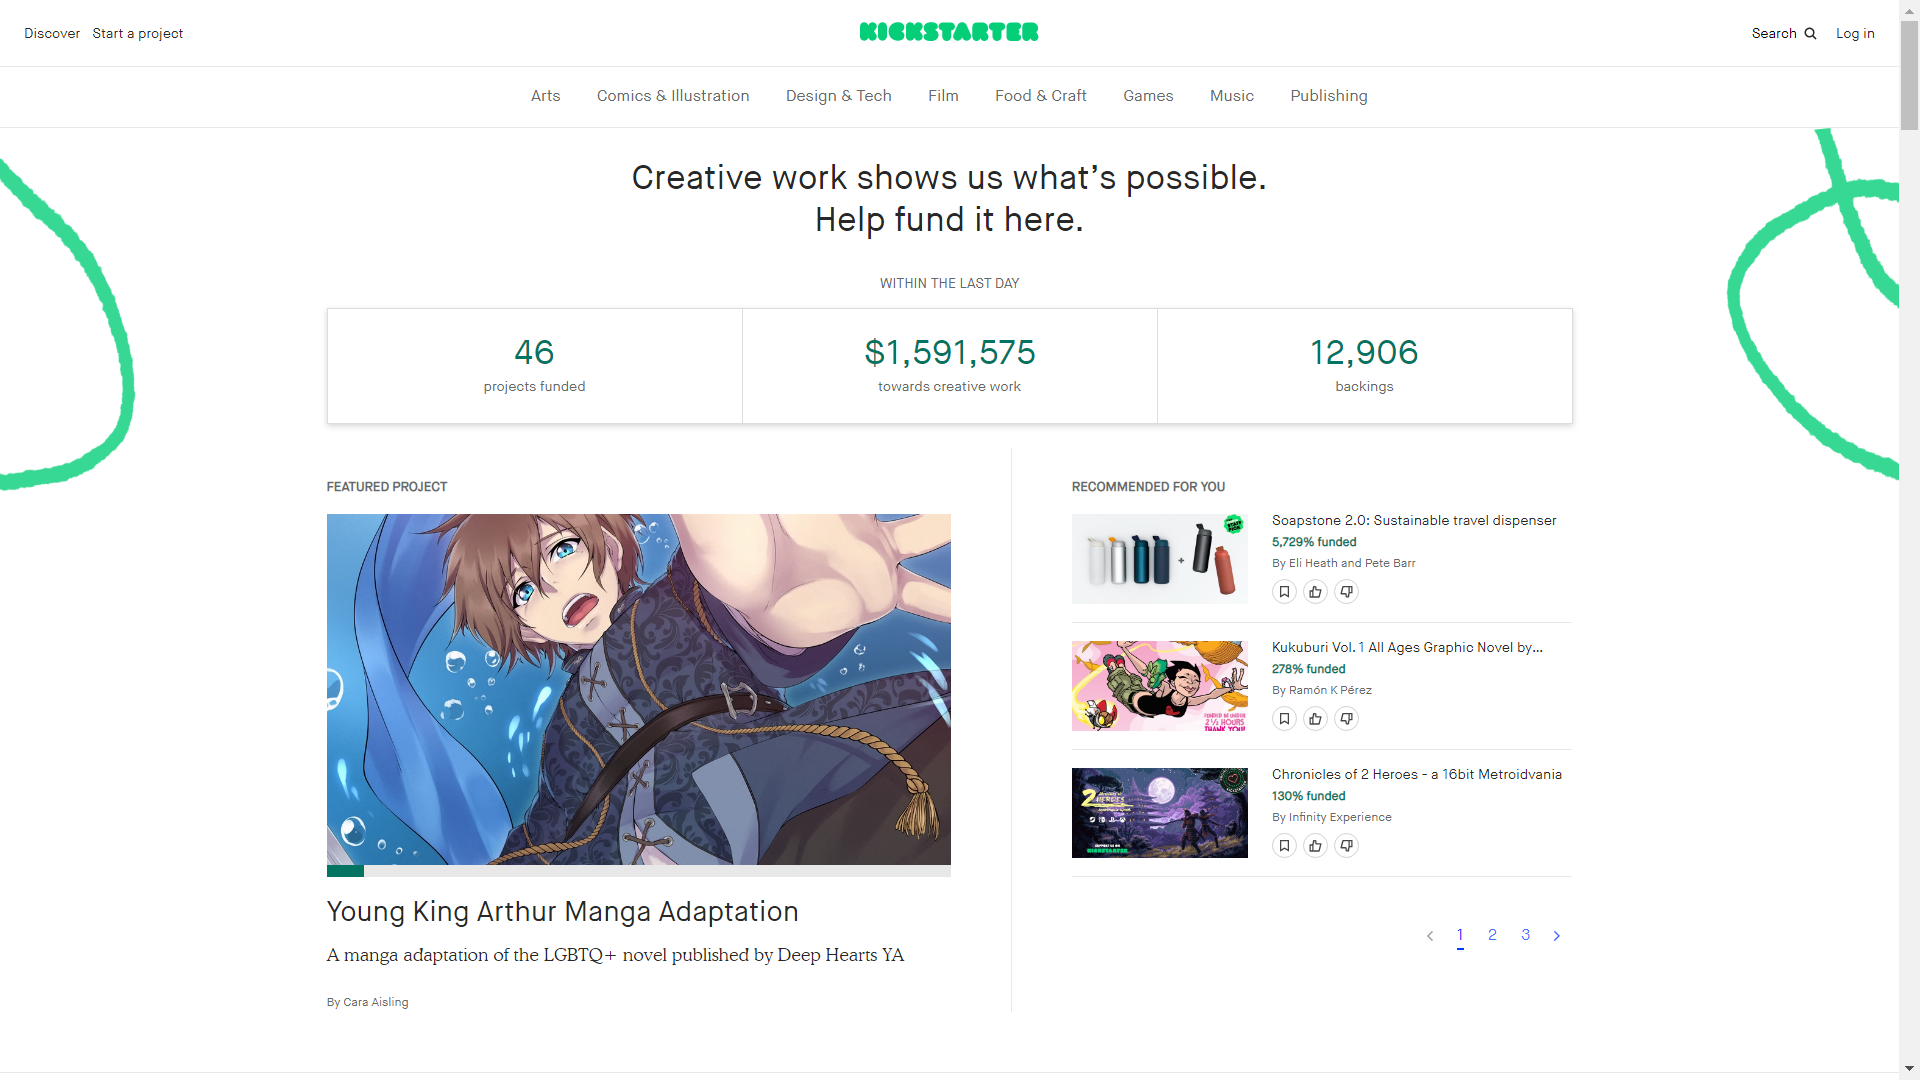 Discover Start a project
KICKSTARTER
Search Log in
Arts Comics & Illustration Design & Tech Film Food & Craft Games Music Publishing
Creative work shows us what’s possible.
Help fund it here.
WITHIN THE LAST DAY
46
projects funded
$1,591,575
towards creative work
12,906
backings
FEATURED PROJECT
Young King Arthur Manga Adaptation
A manga adaptation of the LGBTQ+ novel published by Deep Hearts YA
By Cara Aisling
RECOMMENDED FOR YOU
Soapstone 2.0: Sustainable travel dispenser
5,729% funded
By Eli Heath and Pete Barr
Kukuburi Vol. 1 All Ages Graphic Novel by...
278% funded
By Ramón K Pérez
FUNDED IN UNDER
2 ½ HOURS
THANK YOU!
Chronicles of 2 Heroes - a 16bit Metroidvania
130% funded
By Infinity Experience
2 HEROES
SUPPORT US ON
KICKSTARTER
1 2 3